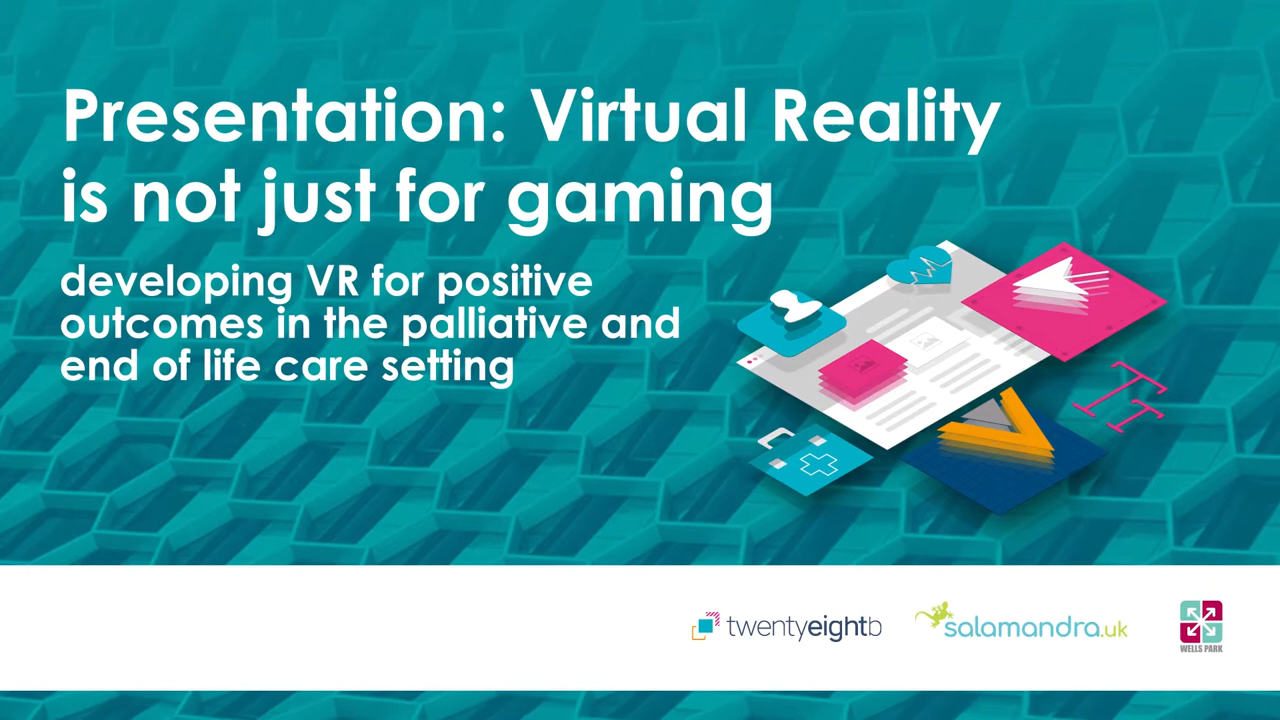 Presentation: Virtual Reality
is not just for gaming
developing VR for positive
outcomes in the palliative and
end of life care setting
TT
twentyeightb
salamandra.uk
WELLS PARK